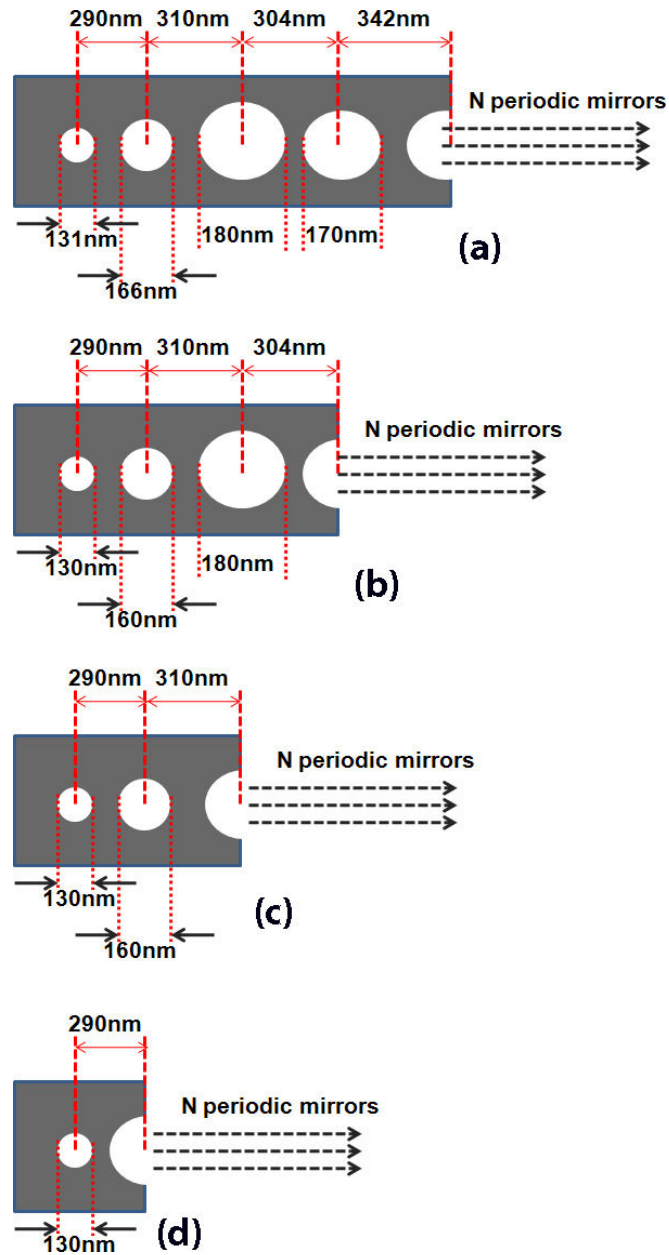 290nm 310nm 304nm 342nm
N periodic mirrors
131nm 180nm 170nm
(a)
166nm
290nm 310nm 304nm
N periodic mirrors
130nm 180nm
(b)
160nm
290nm 310nm
N periodic mirrors
130nm
(c)
160nm
290nm
N periodic mirrors
(d)
130nm